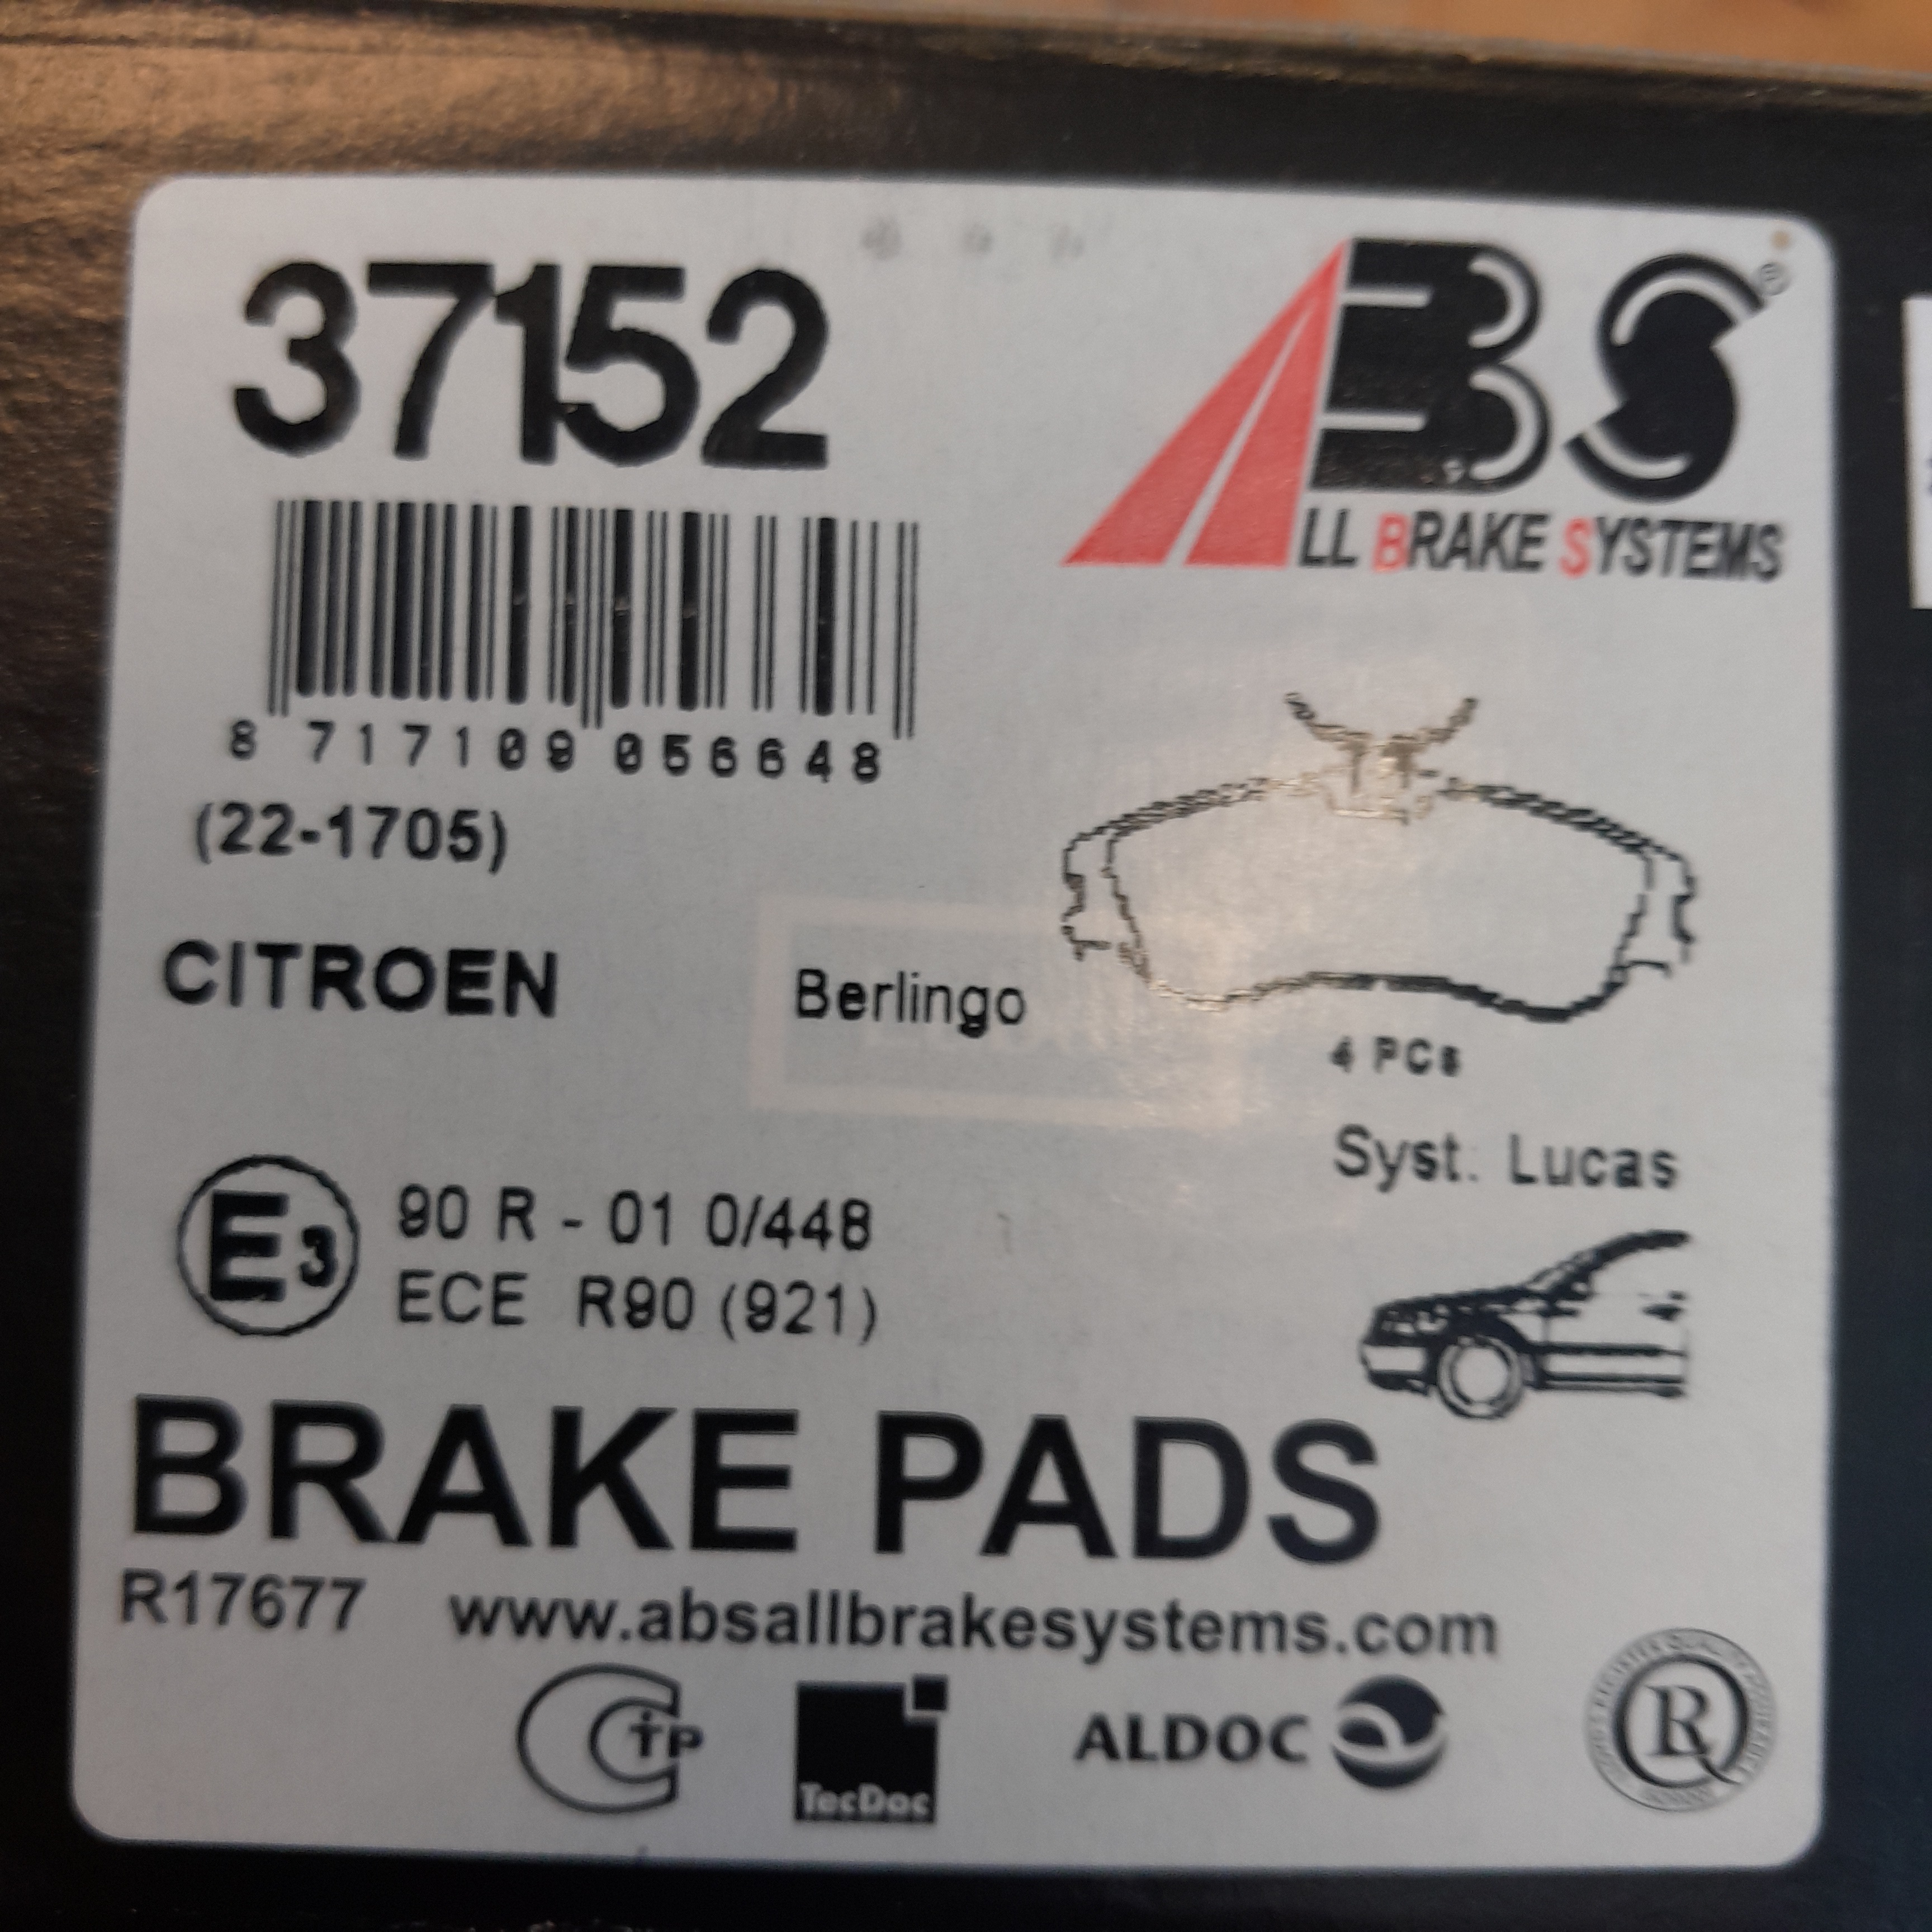 37152
ABS®
ALL BRAKE SYSTEMS
8 717109 056648
(22-1705)
CITROEN Berlingo
4 PCs
Syst. Lucas
E3 90 R - 01 0/448
ECE R90 (921)
BRAKE PADS
R17677 www.absallbrakesystems.com
TecDoc
ALDOC
R